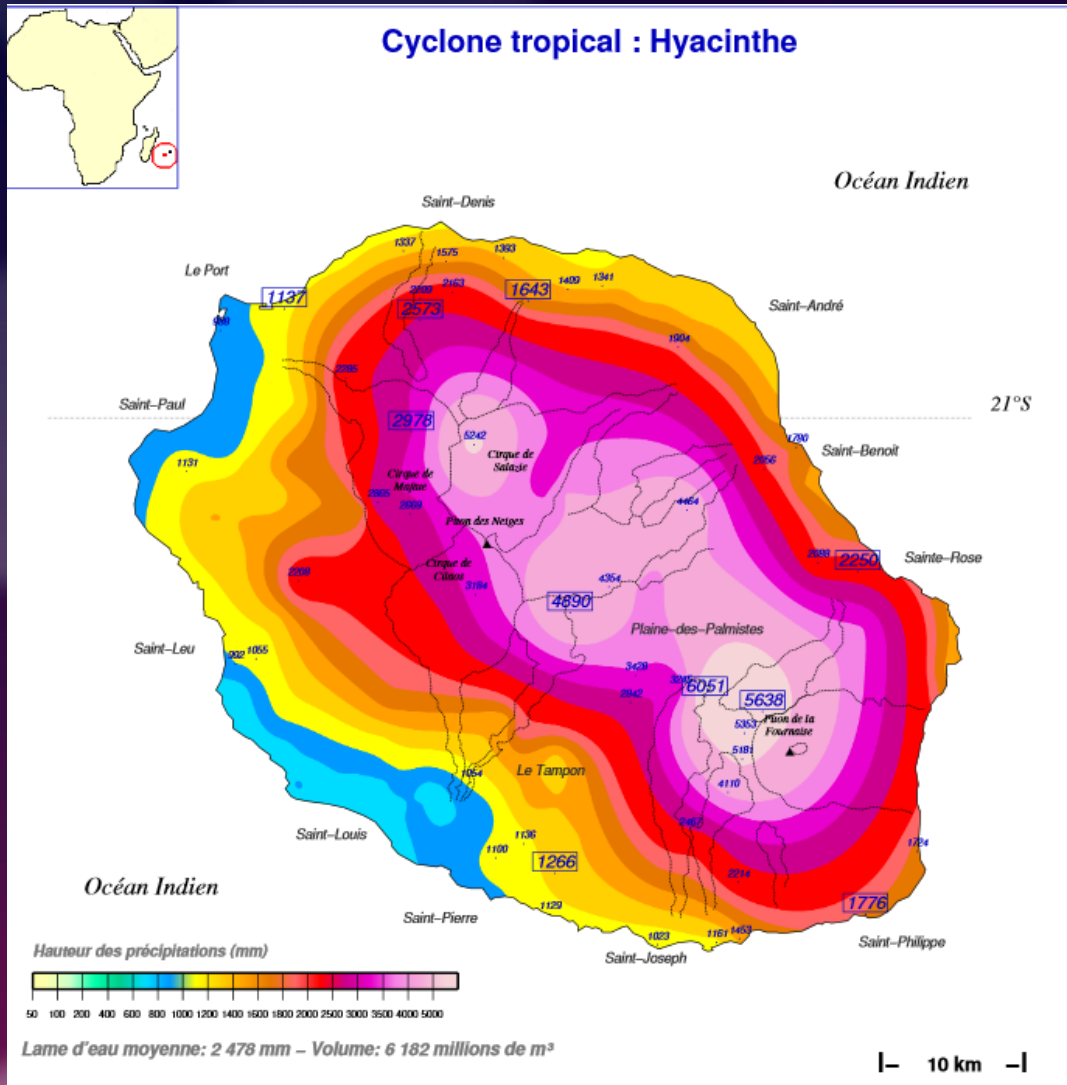 Cyclone tropical : Hyacinthe
Océan Indien
Saint-Denis
1337
1575
1393
Le Port
1137
2209
2163
1643
1409
1341
2573
Saint-André
1904
2285
Saint-Paul
21°S
2978
5242
1790
Saint-Benoit
1131
Cirque de
Salazie
Cirque de
Mafate
4464
Piton des Neiges
Sainte-Rose
2250
2208
Cirque de
Cilaos
3184
4354
4890
Plaine-des-Palmistes
Saint-Leu
1055
3428
2842
6051
5638
5353
Piton de la
Fournaise
5181
1054
Le Tampon
4110
Saint-Louis
1136
1100
1266
1724
2214
Océan Indien
1776
Saint-Pierre
1129
1023
1161
1453
Saint-Joseph
Saint-Philippe
Hauteur des précipitations (mm)
50 100 200 400 600 800 1000 1200 1400 1600 1800 2000 2500 3000 3500 4000 5000
Lame d'eau moyenne: 2 478 mm – Volume: 6 182 millions de m³
10 km